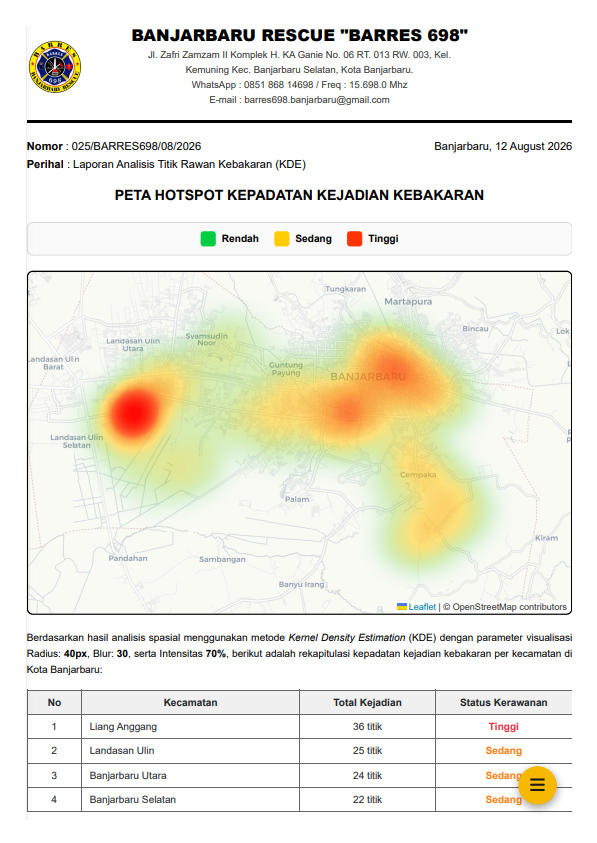 BARRES
BARRES
698
BANJARBARU RESCUE
BANJARBARU RESCUE "BARRES 698"
Jl. Zafri Zamzam II Komplek H. KA Ganie No. 06 RT. 013 RW. 003, Kel.
Kemuning Kec. Banjarbaru Selatan, Kota Banjarbaru.
WhatsApp : 0851 868 14698 / Freq : 15.698.0 Mhz
E-mail : barres698.banjarbaru@gmail.com
Nomor : 025/BARRES698/08/2026
Banjarbaru, 12 August 2026
Perihal : Laporan Analisis Titik Rawan Kebakaran (KDE)
PETA HOTSPOT KEPADATAN KEJADIAN KEBAKARAN
Rendah Sedang Tinggi
Tungkaran
Martapura
Bincau
Lok
Syamsudin
Noor
Landasan Ulin
Utara
Landasan Ulin
Barat
Guntung
Payung
BANJARBARU
Landasan Ulin
Selatan
Cempaka
Palam
Kiram
Pandahan
Sambangan
Banyu Irang
Leaflet | © OpenStreetMap contributors
Berdasarkan hasil analisis spasial menggunakan metode Kernel Density Estimation (KDE) dengan parameter visualisasi
Radius: 40px, Blur: 30, serta Intensitas 70%, berikut adalah rekapitulasi kepadatan kejadian kebakaran per kecamatan di
Kota Banjarbaru:
No Kecamatan Total Kejadian Status Kerawanan
1 Liang Anggang 36 titik Tinggi
2 Landasan Ulin 25 titik Sedang
3 Banjarbaru Utara 24 titik Sedang
4 Banjarbaru Selatan 22 titik Sedang